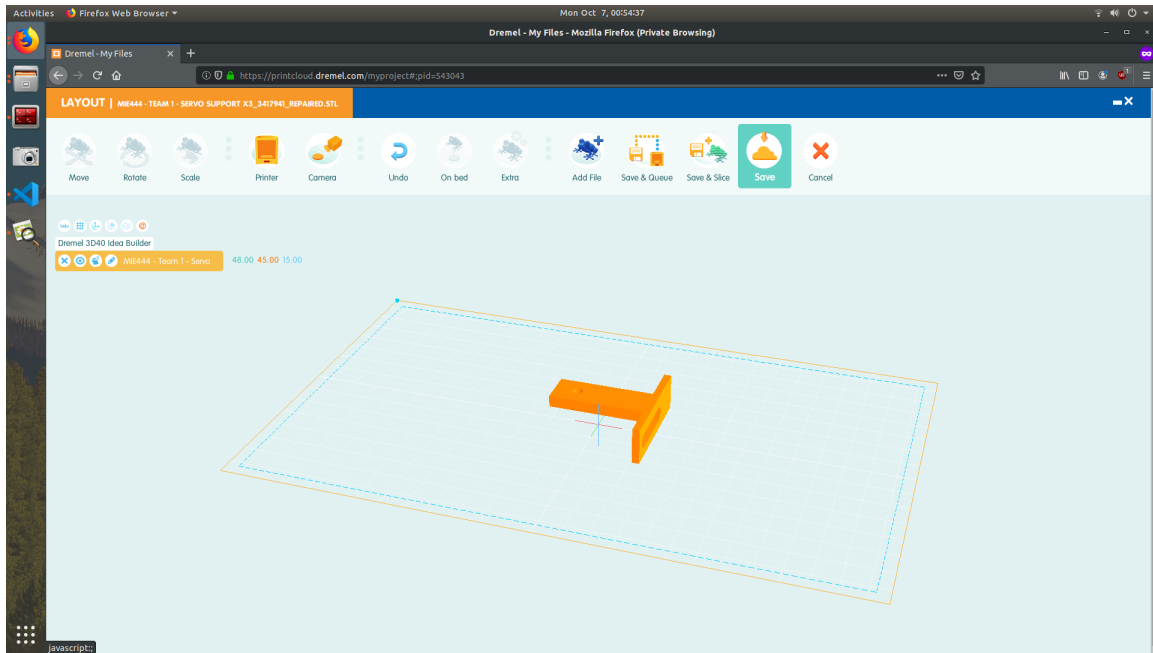 Activities Firefox Web Browser Mon Oct 7, 00:54:37
Dremel - My Files - Mozilla Firefox (Private Browsing)
Dremel - My Files
https://printcloud.dremel.com/myproject#:pid=543043
LAYOUT | MIE444 - TEAM 1 - SERVO SUPPORT X3_3417941_REPAIRED.STL
Move Rotate Scale Printer Camera Undo On bed Extra Add File Save & Queue Save & Slice Save Cancel
Dremel 3D40 Idea Builder
MIE444 - Team 1 - Servo 48.00 45.00 15.00
javascript:;